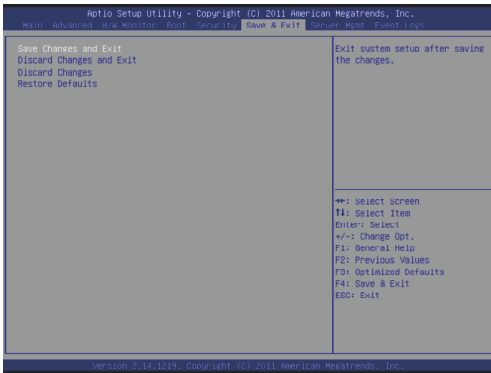 Aptio Setup Utility – Copyright (C) 2011 American Megatrends, Inc.
Main Advanced H/W Monitor Boot Security Save & Exit Server Mgmt Event Logs
Save Changes and Exit
Discard Changes and Exit
Discard Changes
Restore Defaults
Exit system setup after saving
the changes.
→←: Select Screen
↑↓: Select Item
Enter: Select
+/-: Change Opt.
F1: General Help
F2: Previous Values
F3: Optimized Defaults
F4: Save & Exit
ESC: Exit
Version 2.14.1219. Copyright (C) 2011 American Megatrends, Inc.